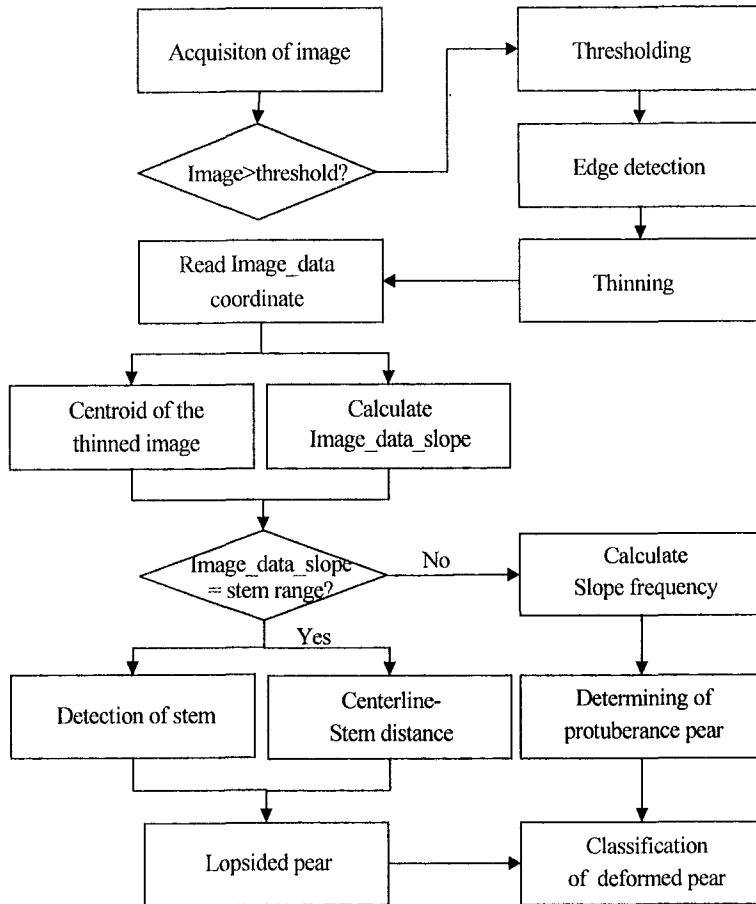 Acquisiton of image
Thresholding
Image>threshold?
Edge detection
Read Image_data
coordinate
Thinning
Centroid of the
thinned image
Calculate
Image_data_slope
Image_data_slope
= stem range?
No
Calculate
Slope frequency
Yes
Detection of stem
Centerline-
Stem distance
Determining of
protuberance pear
Lopsided pear
Classification
of deformed pear